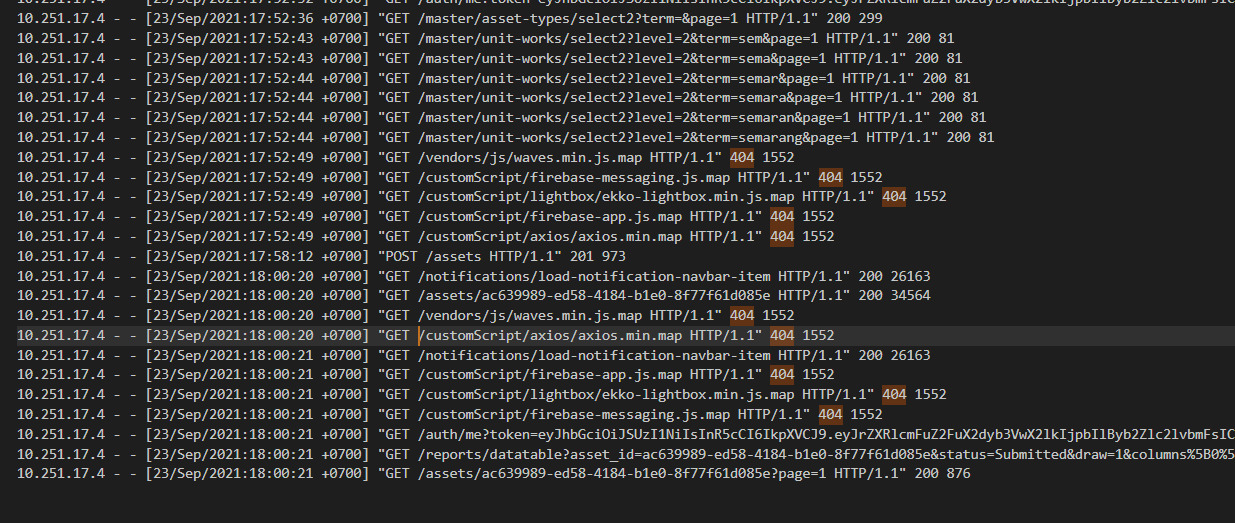 10.251.17.4 - - [23/Sep/2021:17:52:36 +0700] "GET /master/asset-types/select2?term=&page=1 HTTP/1.1" 200 299
10.251.17.4 - - [23/Sep/2021:17:52:43 +0700] "GET /master/unit-works/select2?level=2&term=sem&page=1 HTTP/1.1" 200 81
10.251.17.4 - - [23/Sep/2021:17:52:43 +0700] "GET /master/unit-works/select2?level=2&term=sema&page=1 HTTP/1.1" 200 81
10.251.17.4 - - [23/Sep/2021:17:52:44 +0700] "GET /master/unit-works/select2?level=2&term=semar&page=1 HTTP/1.1" 200 81
10.251.17.4 - - [23/Sep/2021:17:52:44 +0700] "GET /master/unit-works/select2?level=2&term=semara&page=1 HTTP/1.1" 200 81
10.251.17.4 - - [23/Sep/2021:17:52:44 +0700] "GET /master/unit-works/select2?level=2&term=semaran&page=1 HTTP/1.1" 200 81
10.251.17.4 - - [23/Sep/2021:17:52:44 +0700] "GET /master/unit-works/select2?level=2&term=semarang&page=1 HTTP/1.1" 200 81
10.251.17.4 - - [23/Sep/2021:17:52:49 +0700] "GET /vendors/js/waves.min.js.map HTTP/1.1" 404 1552
10.251.17.4 - - [23/Sep/2021:17:52:49 +0700] "GET /customScript/firebase-messaging.js.map HTTP/1.1" 404 1552
10.251.17.4 - - [23/Sep/2021:17:52:49 +0700] "GET /customScript/lightbox/ekko-lightbox.min.js.map HTTP/1.1" 404 1552
10.251.17.4 - - [23/Sep/2021:17:52:49 +0700] "GET /customScript/firebase-app.js.map HTTP/1.1" 404 1552
10.251.17.4 - - [23/Sep/2021:17:52:49 +0700] "GET /customScript/axios/axios.min.map HTTP/1.1" 404 1552
10.251.17.4 - - [23/Sep/2021:17:58:12 +0700] "POST /assets HTTP/1.1" 201 973
10.251.17.4 - - [23/Sep/2021:18:00:20 +0700] "GET /notifications/load-notification-navbar-item HTTP/1.1" 200 26163
10.251.17.4 - - [23/Sep/2021:18:00:20 +0700] "GET /assets/ac639989-ed58-4184-b1e0-8f77f61d085e HTTP/1.1" 200 34564
10.251.17.4 - - [23/Sep/2021:18:00:20 +0700] "GET /vendors/js/waves.min.js.map HTTP/1.1" 404 1552
10.251.17.4 - - [23/Sep/2021:18:00:20 +0700] "GET /customScript/axios/axios.min.map HTTP/1.1" 404 1552
10.251.17.4 - - [23/Sep/2021:18:00:21 +0700] "GET /notifications/load-notification-navbar-item HTTP/1.1" 200 26163
10.251.17.4 - - [23/Sep/2021:18:00:21 +0700] "GET /customScript/firebase-app.js.map HTTP/1.1" 404 1552
10.251.17.4 - - [23/Sep/2021:18:00:21 +0700] "GET /customScript/lightbox/ekko-lightbox.min.js.map HTTP/1.1" 404 1552
10.251.17.4 - - [23/Sep/2021:18:00:21 +0700] "GET /customScript/firebase-messaging.js.map HTTP/1.1" 404 1552
10.251.17.4 - - [23/Sep/2021:18:00:21 +0700] "GET /auth/me?token=eyJhbGciOiJSUzI1NiIsInR5cCI6IkpXVCJ9.eyJrZXRlcmFuZ2FuX2dyb3VwX2lkIjpbIlByb2Zlc2lvbmFsIC
10.251.17.4 - - [23/Sep/2021:18:00:21 +0700] "GET /reports/datatable?asset_id=ac639989-ed58-4184-b1e0-8f77f61d085e&status=Submitted&draw=1&columns%5B0%5
10.251.17.4 - - [23/Sep/2021:18:00:21 +0700] "GET /assets/ac639989-ed58-4184-b1e0-8f77f61d085e?page=1 HTTP/1.1" 200 876